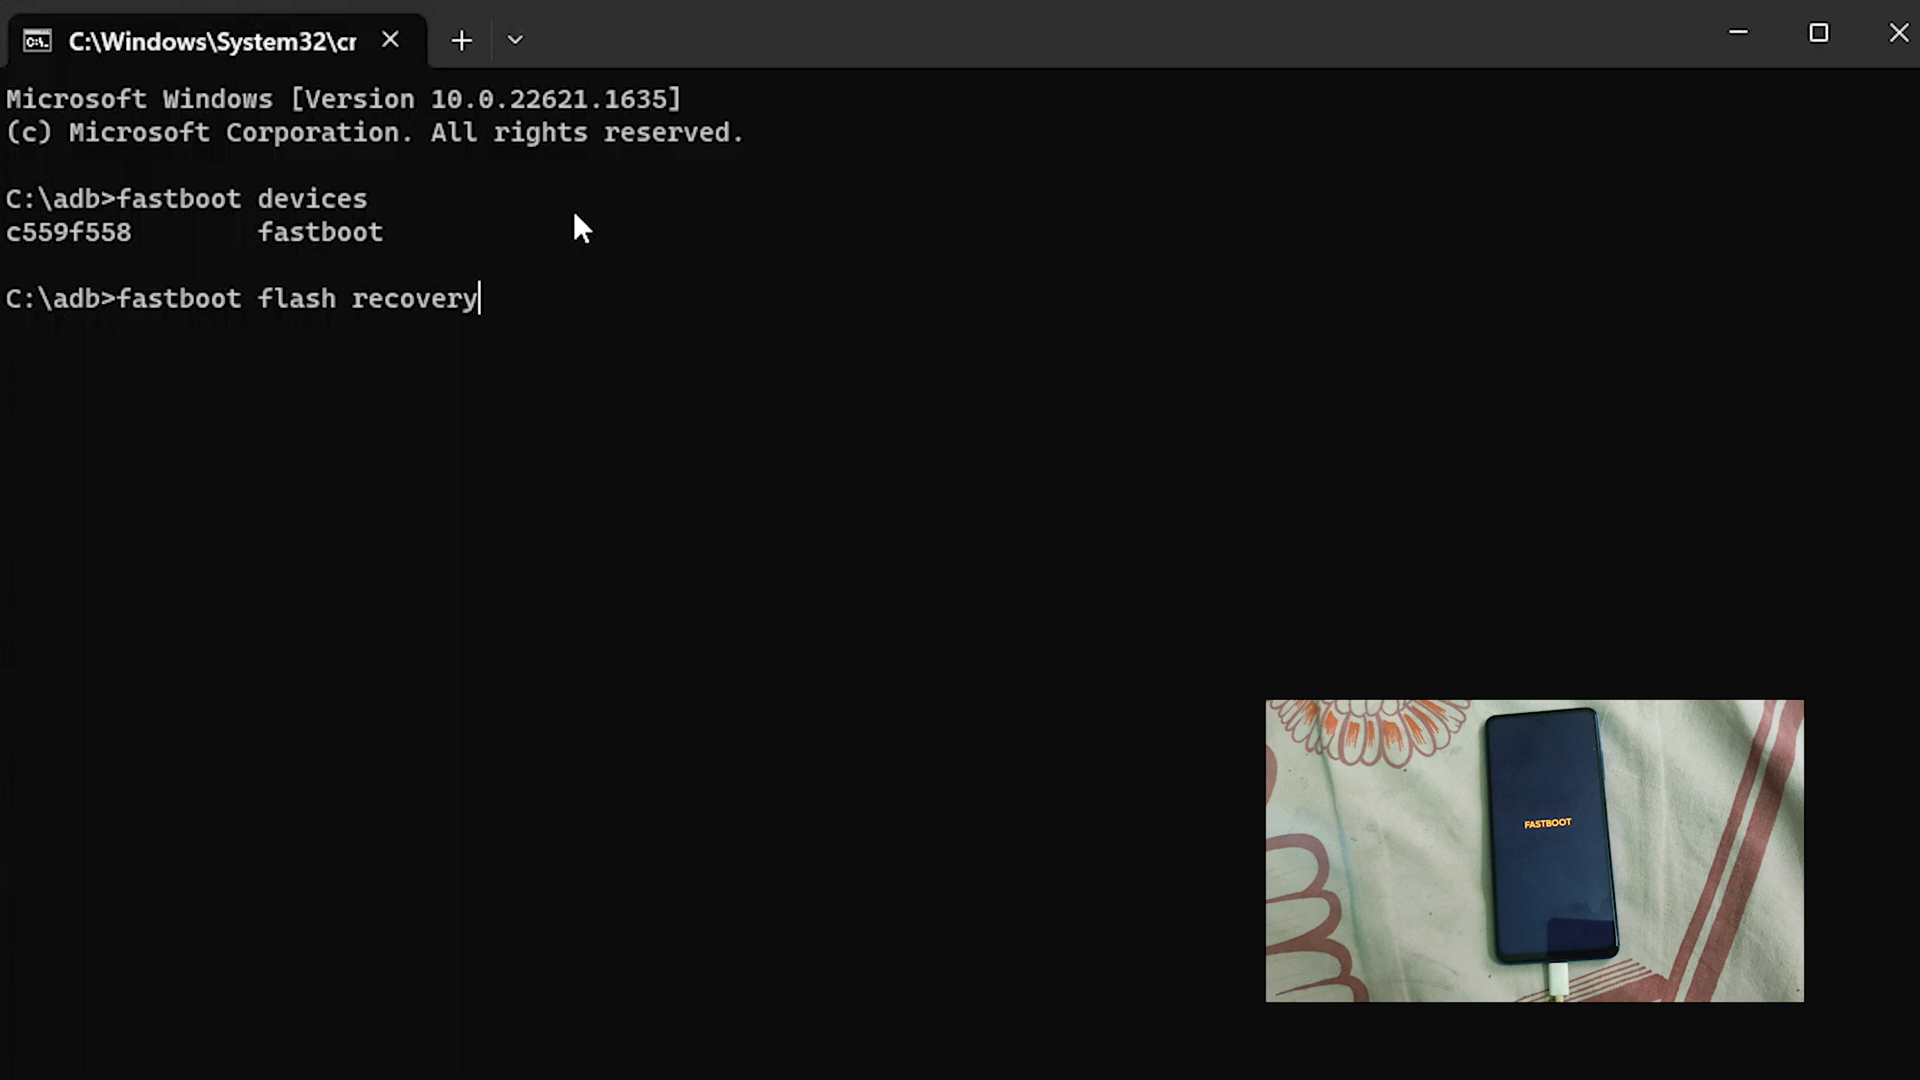 C:\Windows\System32\cr
Microsoft Windows [Version 10.0.22621.1635]
(c) Microsoft Corporation. All rights reserved.
C:\adb>fastboot devices
c559f558 fastboot
C:\adb>fastboot flash recovery
FASTBOOT